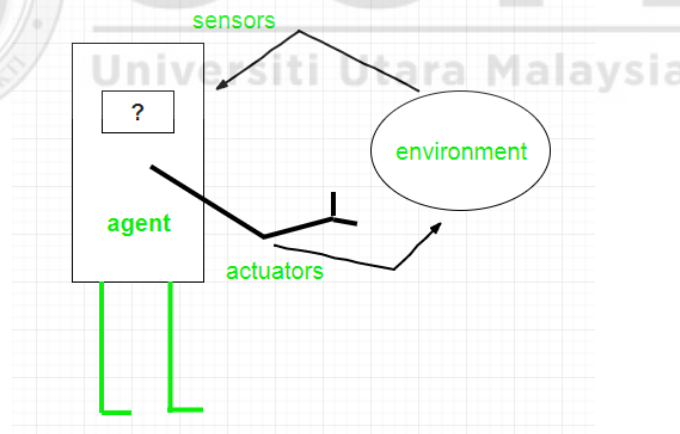 sensors
Universiti Utara Malaysia
?
environment
agent
actuators